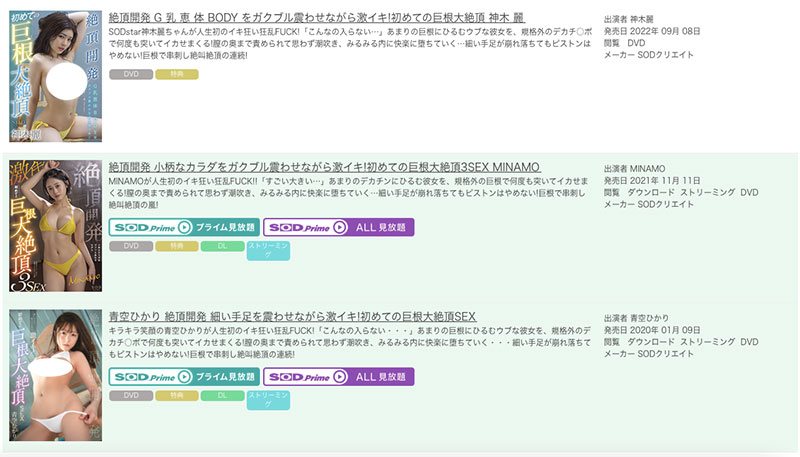 絶頂開発 G 乳 恵 体 BODY をガクブル震わせながら激イキ!初めての巨根大絶頂 神木 麗
SODstar神木麗ちゃんが人生初のイキ狂い狂乱FUCK!「こんなの入らない…」あまりの巨根にひるむウブな彼女を、規格外のデカチ〇ポ
で何度も突いてイカせまくる!膣の奥まで責められて思わず潮吹き、みるみる内に快楽に堕ちていく…細い手足が崩れ落ちてもピストンは
やめない!巨根で串刺し絶叫絶頂の連続!
DVD 特典
出演者 神木麗
発売日 2022年 09月 08日
閲覧 DVD
メーカー SODクリエイト
初めての
巨根大絶頂
絶頂開発
神木麗
絶頂開発 小柄なカラダをガクブル震わせながら激イキ!初めての巨根大絶頂3SEX MINAMO
MINAMOが人生初のイキ狂い狂乱FUCK!!「すごい大きい…」あまりのデカチンにひるむ彼女を、規格外の巨根で何度も突いてイカせま
くる!膣の奥まで責められて思わず潮吹き、みるみる内に快楽に堕ちていく…細い手足が崩れ落ちてもピストンはやめない!巨根で串刺し
絶叫絶頂の嵐!
SOD Prime プライム見放題 SOD Prime ALL 見放題
DVD 特典 DL ストリーミン
グ
出演者 MINAMO
発売日 2021年 11月 11日
閲覧 ダウンロード ストリーミング DVD
メーカー SODクリエイト
激イキ
絶頂開発
巨根大絶頂
3SEX
Minamo
青空ひかり 絶頂開発 細い手足を震わせながら激イキ!初めての巨根大絶頂SEX
キラキラ笑顔の青空ひかりが人生初のイキ狂い狂乱FUCK!「こんなの入らない・・・」あまりの巨根にひるむウブな彼女を、規格外のデ
カチ〇ポで何度も突いてイカせまくる!膣の奥まで責められて思わず潮吹き、みるみる内に快楽に堕ちていく・・・細い手足が崩れ落ちて
もピストンはやめない!巨根で串刺し絶叫絶頂の連続!
SOD Prime プライム見放題 SOD Prime ALL 見放題
DVD 特典 DL ストリーミン
グ
出演者 青空ひかり
発売日 2020年 01月 09日
閲覧 ダウンロード ストリーミング DVD
メーカー SODクリエイト
巨根大絶頂
青空ひかり